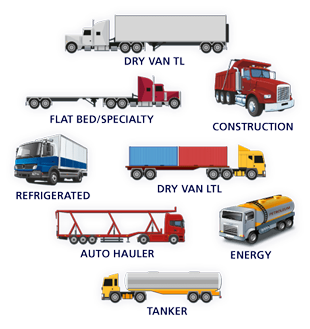 DRY VAN TL
FLAT BED/SPECIALTY
CONSTRUCTION
REFRIGERATED
DRY VAN LTL
AUTO HAULER
ENERGY
TANKER